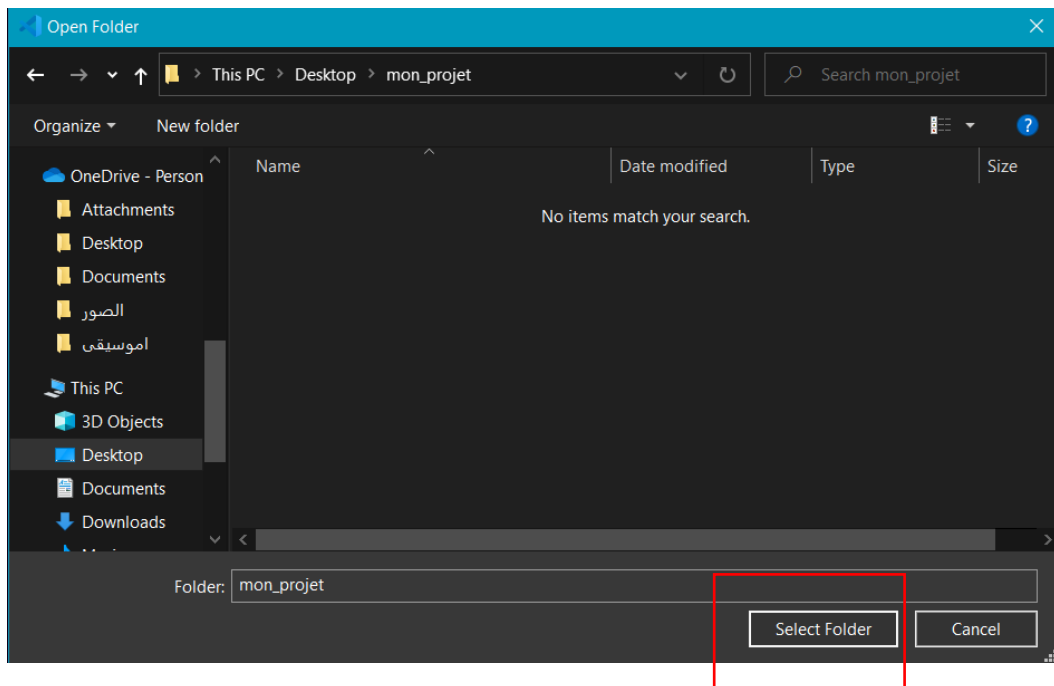 Open Folder
This PC > Desktop > mon_projet
Search mon_projet
Organize
New folder
?
Name
Date modified
Type
Size
OneDrive - Person
Attachments
Desktop
Documents
الصور
اموسيقى
This PC
3D Objects
Desktop
Documents
Downloads
No items match your search.
Folder:
mon_projet
Select Folder
Cancel